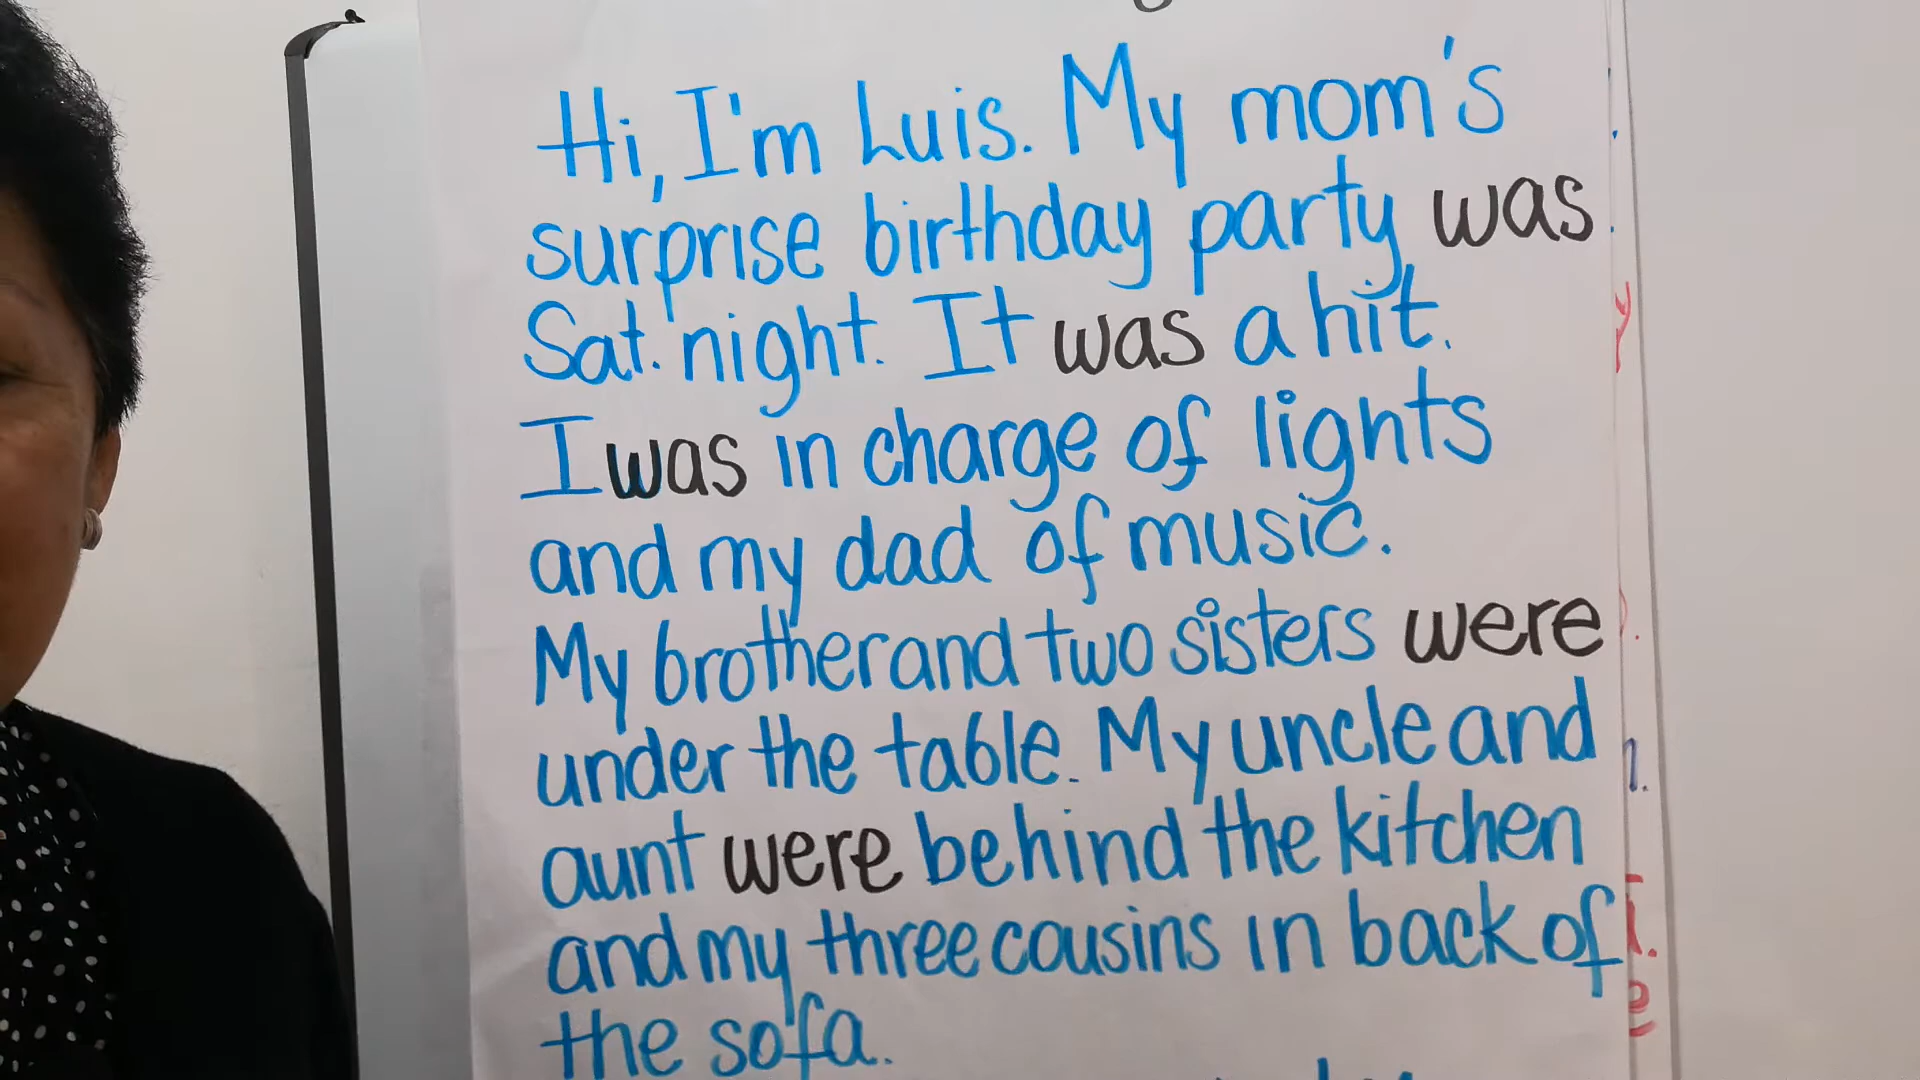 Hi, I'm Luis. My mom's
surprise birthday party was
Sat. night. It was a hit.
I was in charge of lights
and my dad of music.
My brother and two sisters were
under the table. My uncle and
aunt were behind the kitchen
and my three cousins in back of
the sofa.